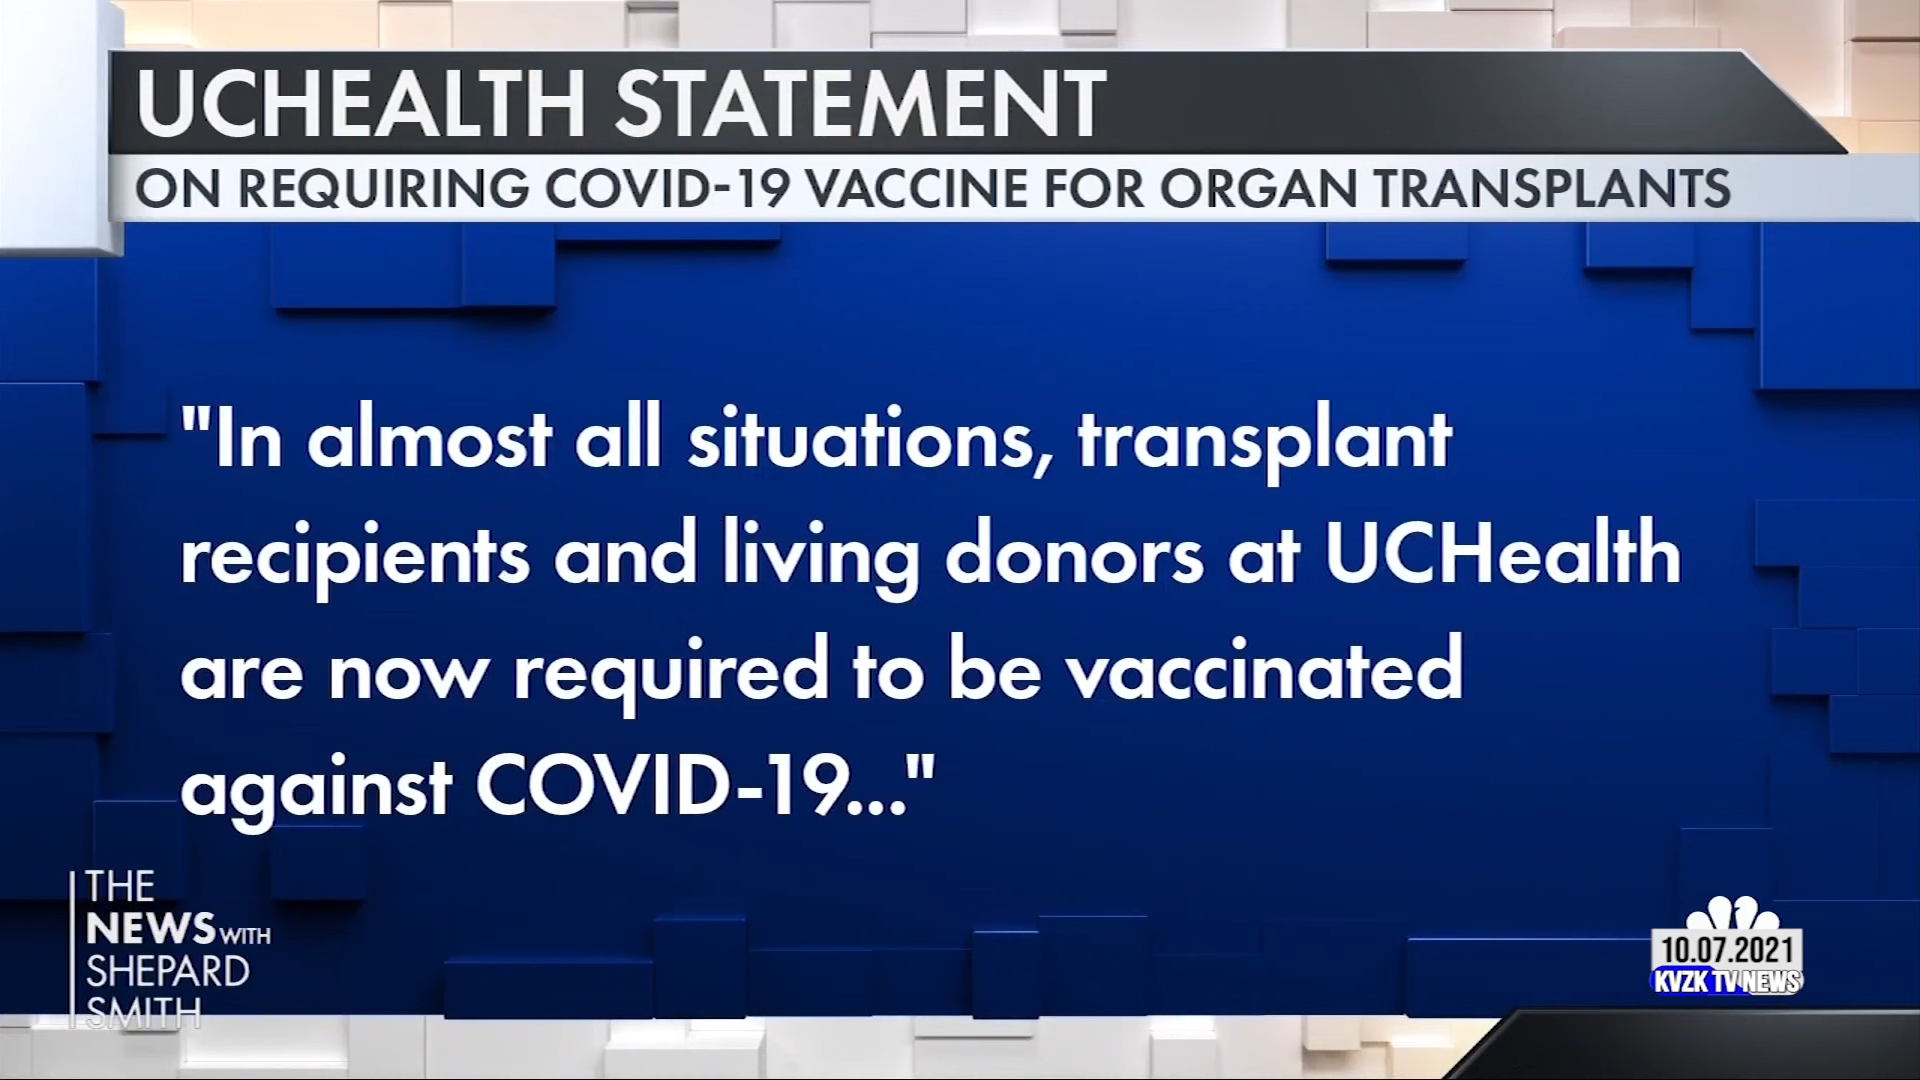 UCHEALTH STATEMENT
ON REQUIRING COVID-19 VACCINE FOR ORGAN TRANSPLANTS
"In almost all situations, transplant
recipients and living donors at UCHealth
are now required to be vaccinated
against COVID-19..."
THE
NEWS WITH
SHEPARD
SMITH
10.07.2021
KVZK TV NEWS